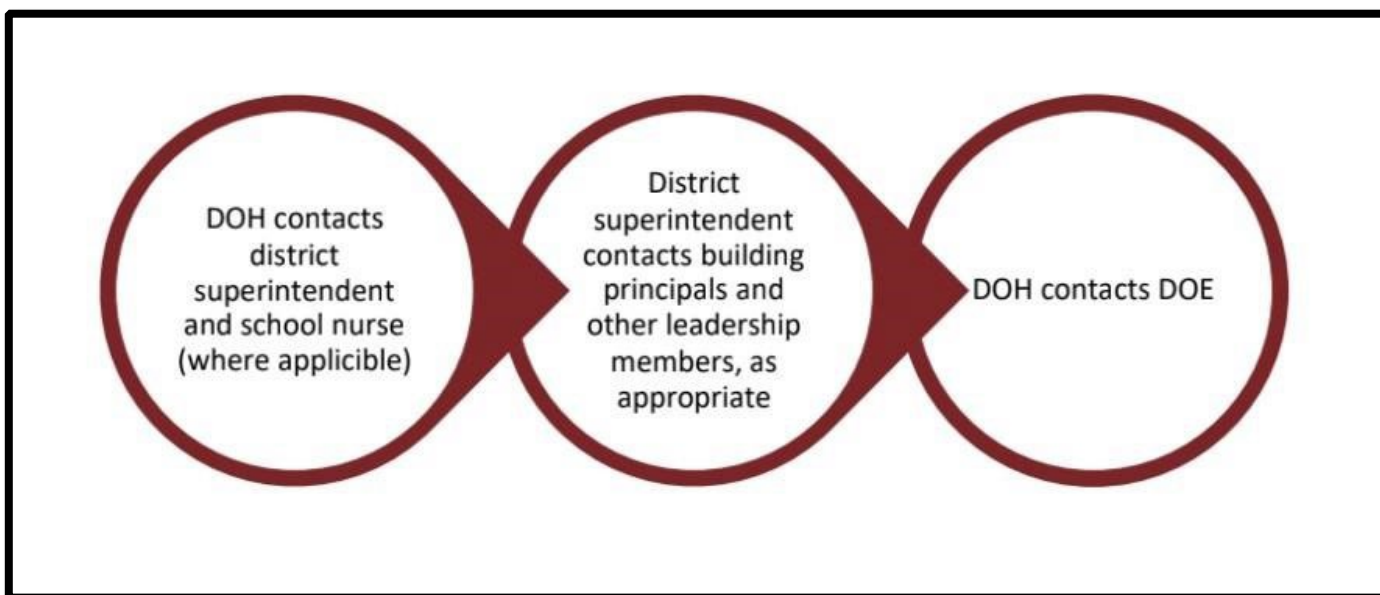 DOH contacts
district
superintendent
and school nurse
(where applicible)
District
superintendent
contacts building
principals and
other leadership
members, as
appropriate
DOH contacts DOE